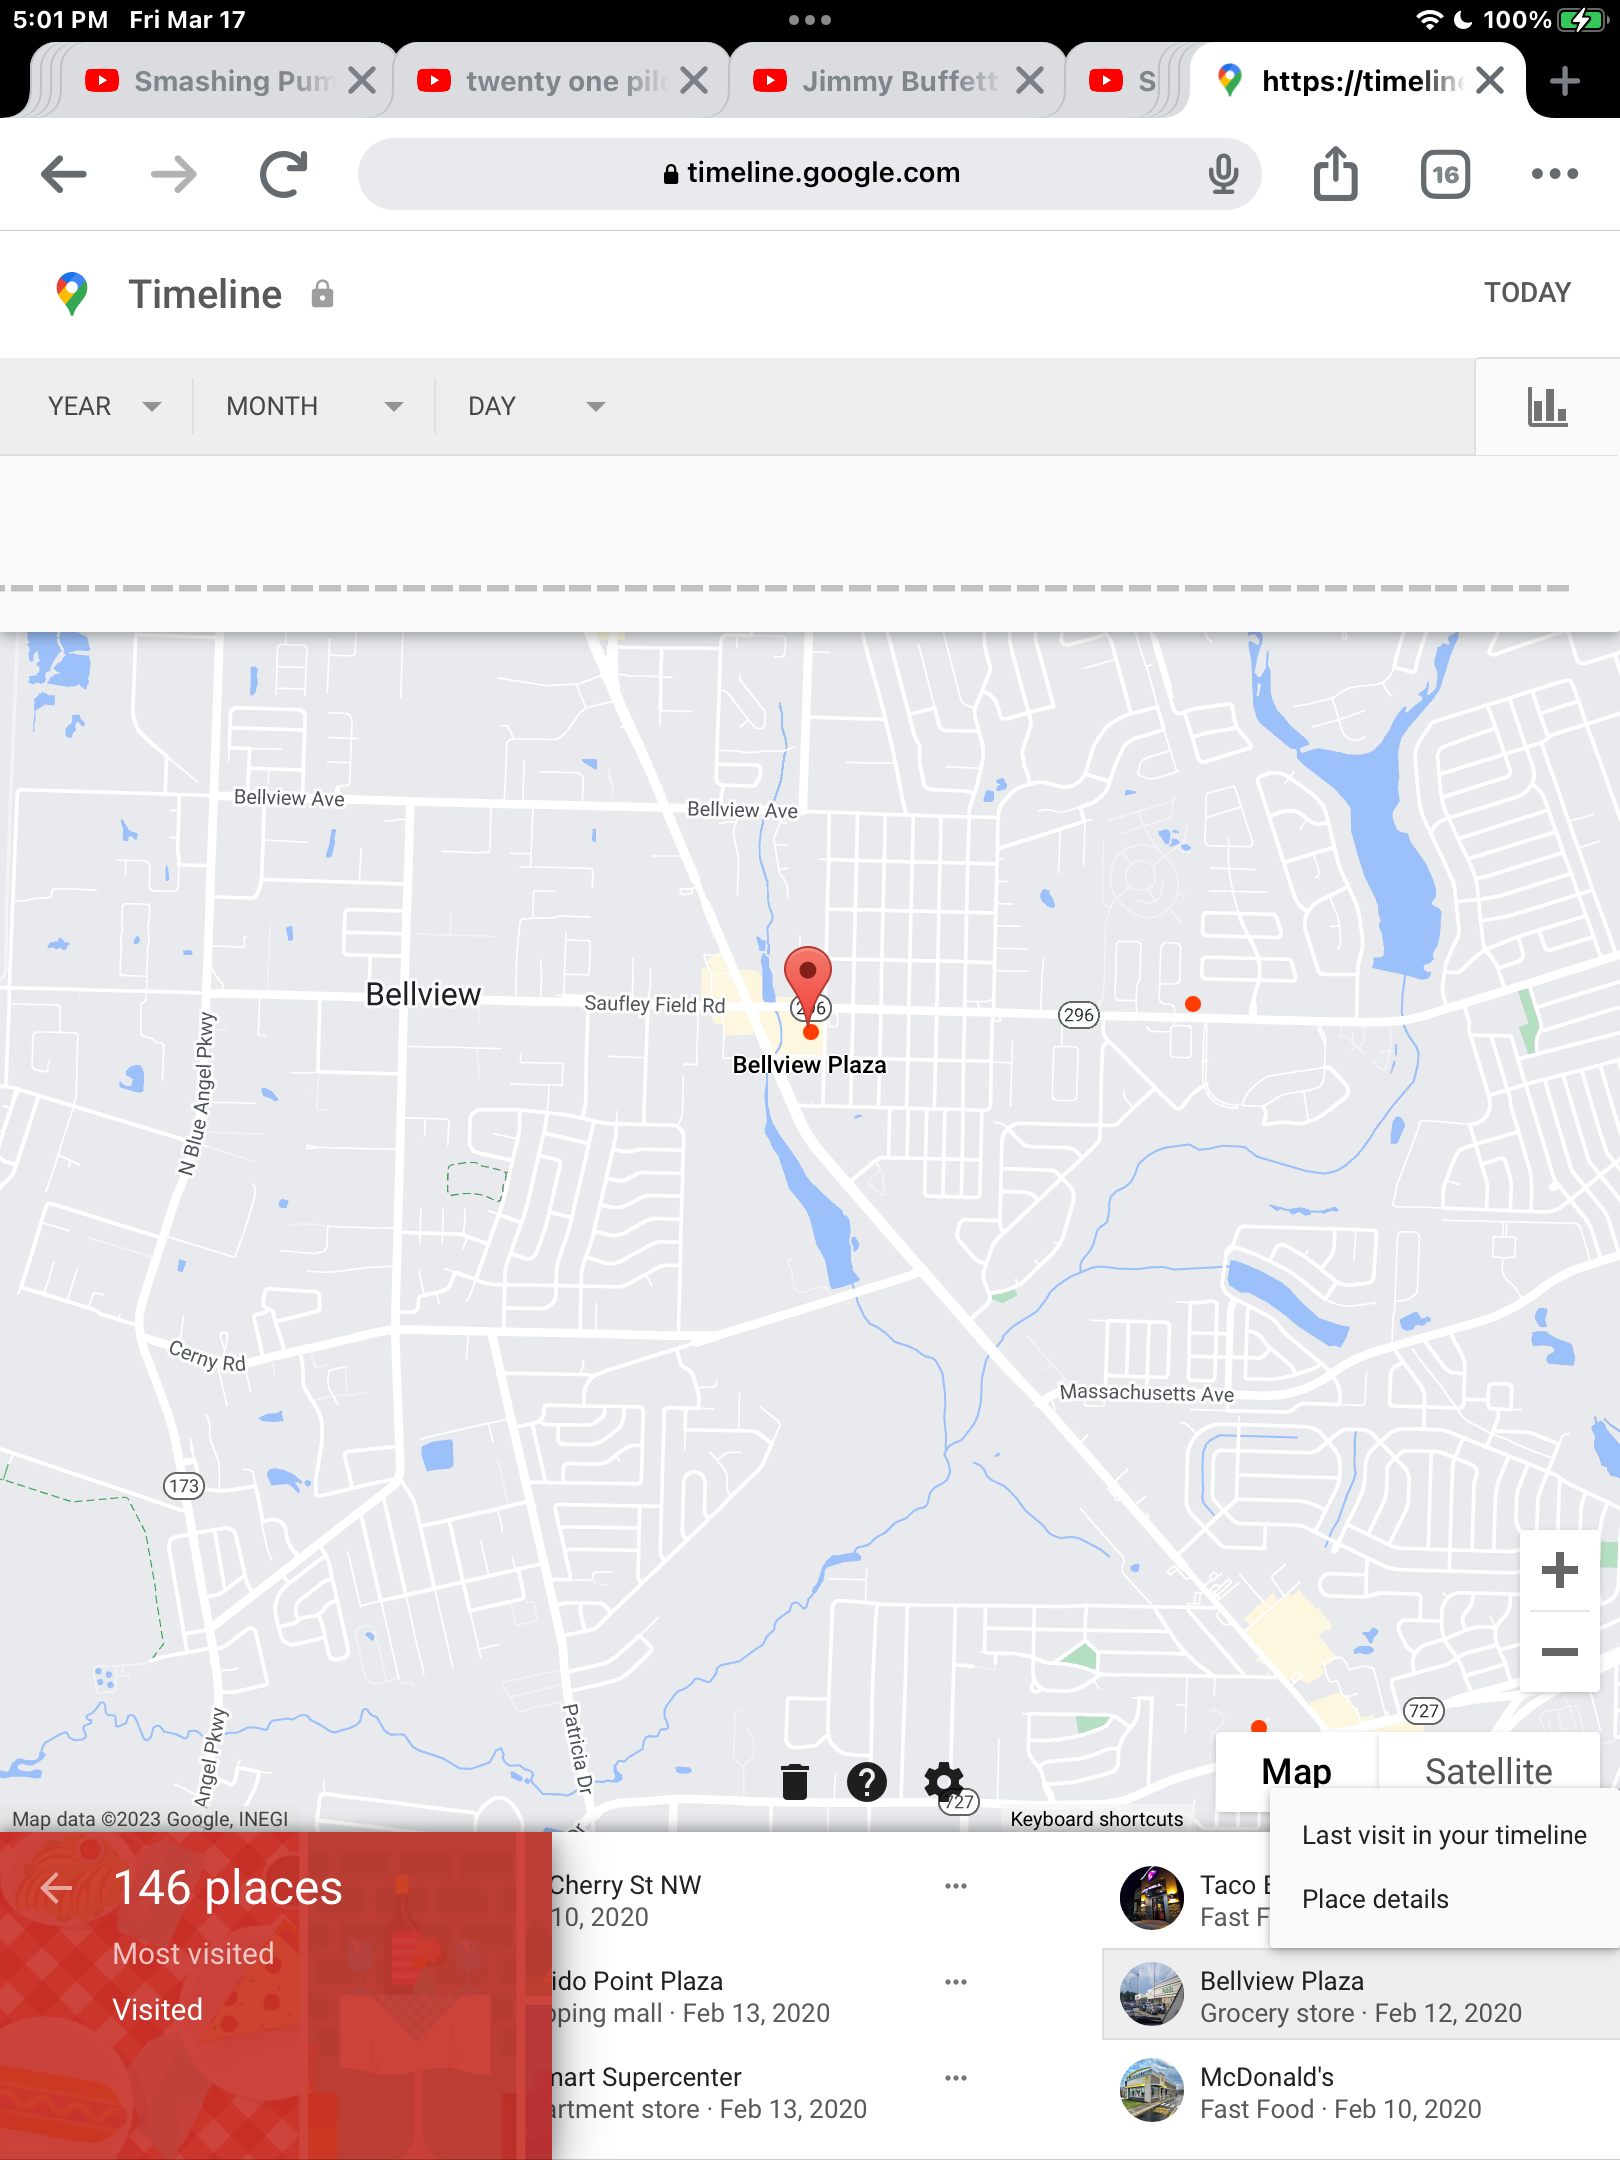 5:01 PM Fri Mar 17
100%
Smashing Pum
twenty one pil
Jimmy Buffett
S
https://timelin
timeline.google.com
16
Timeline
TODAY
YEAR
MONTH
DAY
Bellview Ave
Bellview Ave
Bellview
Saufley Field Rd
296
296
Bellview Plaza
N Blue Angel Pkwy
Cerny Rd
Massachusetts Ave
173
Patricia Dr
Angel Pkwy
727
727
Map
Satellite
Map data ©2023 Google, INEGI
Keyboard shortcuts
Last visit in your timeline
Place details
146 places
Most visited
Visited
Cherry St NW
10, 2020
ido Point Plaza
pping mall · Feb 13, 2020
mart Supercenter
artment store · Feb 13, 2020
Taco B
Fast F
Bellview Plaza
Grocery store · Feb 12, 2020
McDonald's
Fast Food · Feb 10, 2020